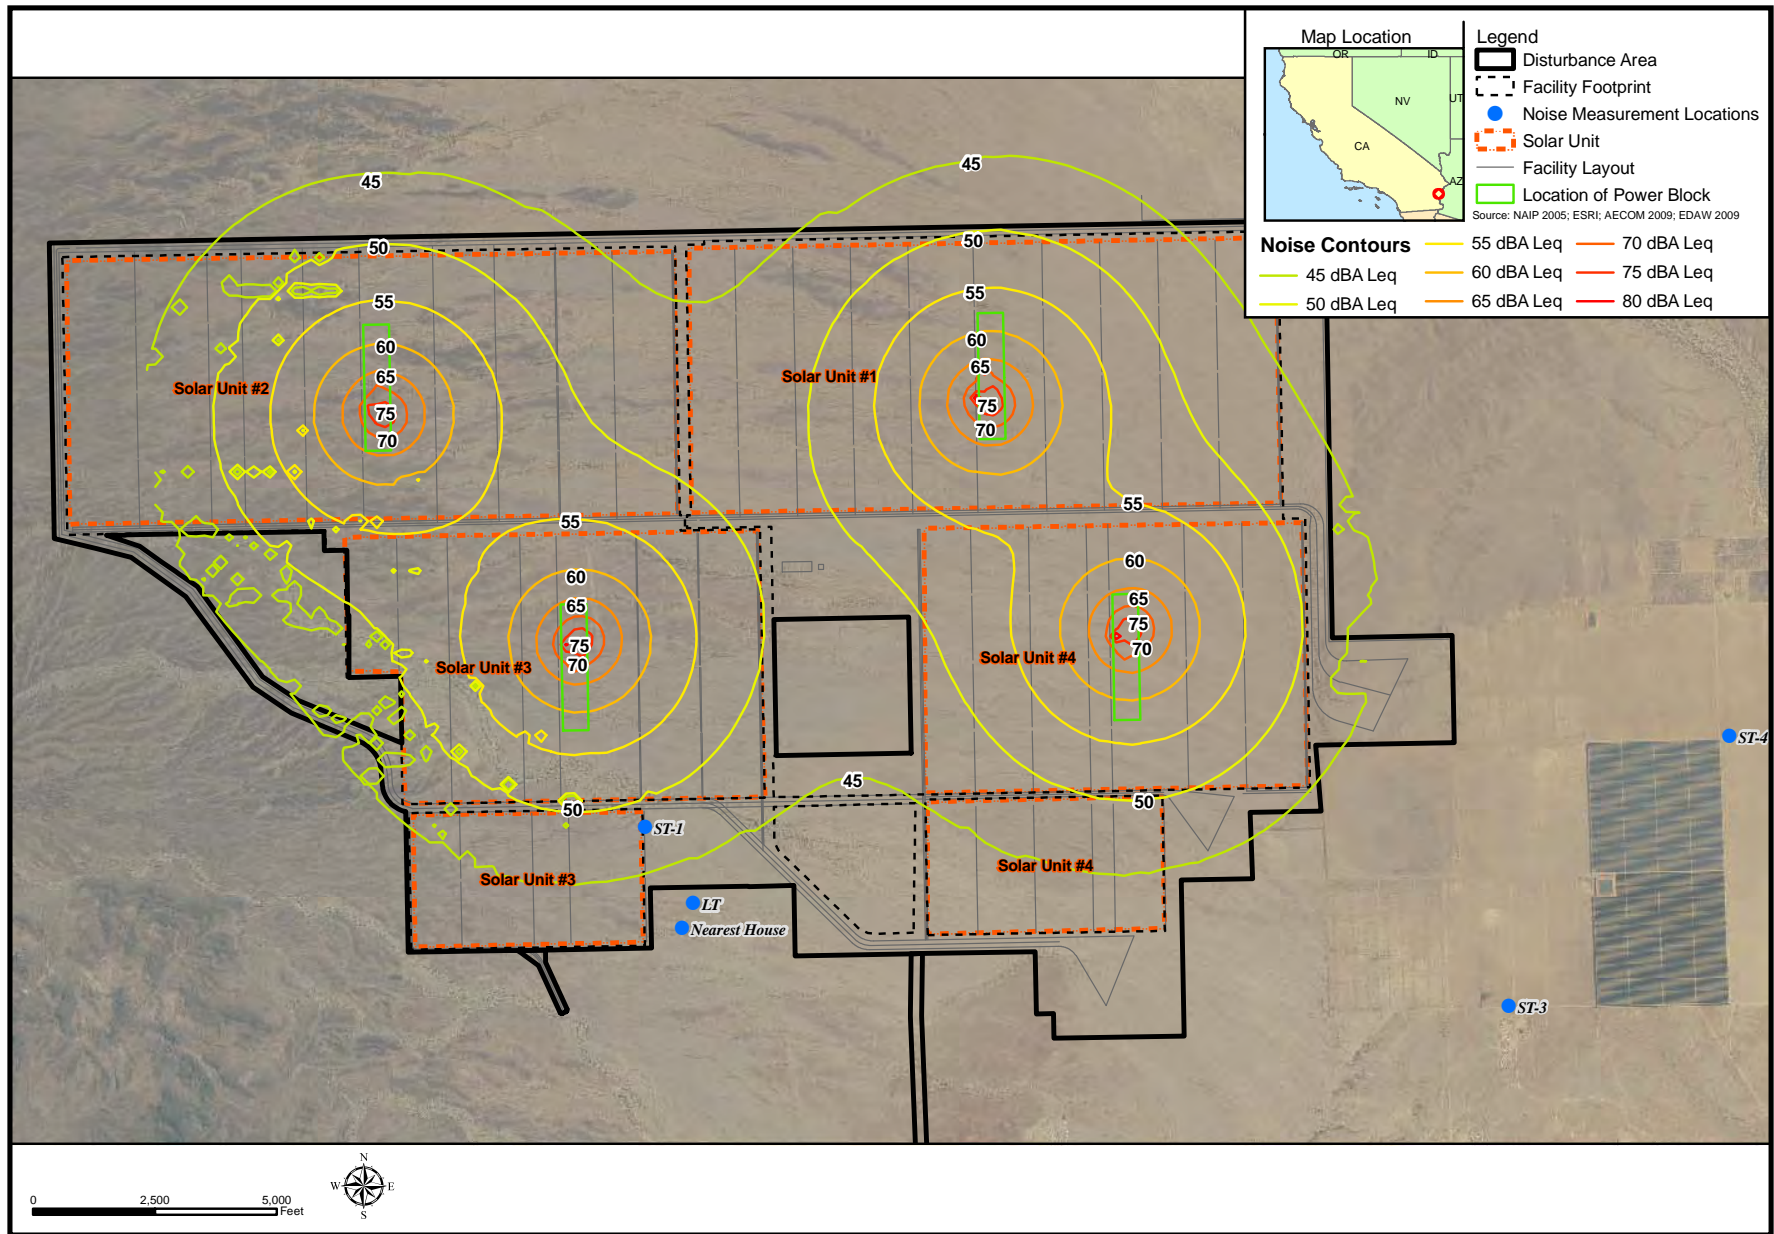 Map Location
OR
ID
NV
UT
CA
AZ
Legend
Disturbance Area
Facility Footprint
Noise Measurement Locations
Solar Unit
Facility Layout
Location of Power Block
Source: NAIP 2005; ESRI; AECOM 2009; EDAW 2009
Noise Contours
45 dBA Leq
50 dBA Leq
55 dBA Leq
60 dBA Leq
65 dBA Leq
70 dBA Leq
75 dBA Leq
80 dBA Leq
45
45
50
50
55
55
60
60
65
65
Solar Unit #2
Solar Unit #1
75
75
70
70
55
55
60
60
65
65
75
75
70
70
Solar Unit #3
Solar Unit #4
45
50
50
ST-1
ST-4
Solar Unit #3
Solar Unit #4
LT
Nearest House
ST-3
N
W
E
S
0
2,500
5,000
Feet